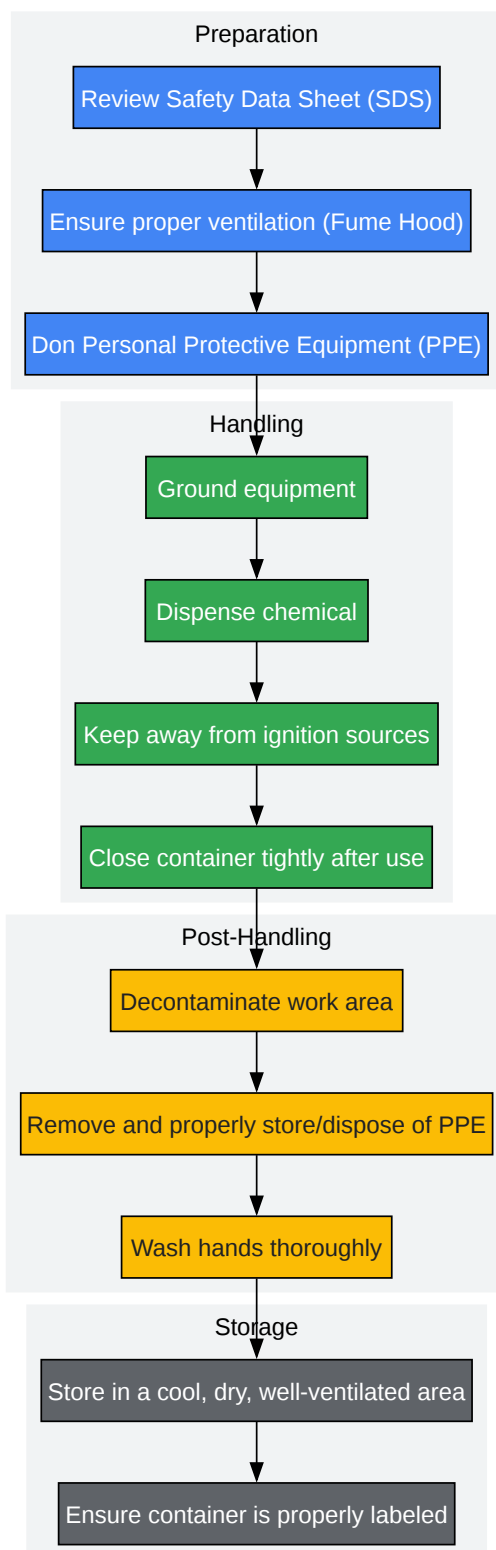 Preparation
Review Safety Data Sheet (SDS)
Ensure proper ventilation (Fume Hood)
Don Personal Protective Equipment (PPE)
Handling
Ground equipment
Dispense chemical
Keep away from ignition sources
Close container tightly after use
Post-Handling
Decontaminate work area
Remove and properly store/dispose of PPE
Wash hands thoroughly
Storage
Store in a cool, dry, well-ventilated area
Ensure container is properly labeled